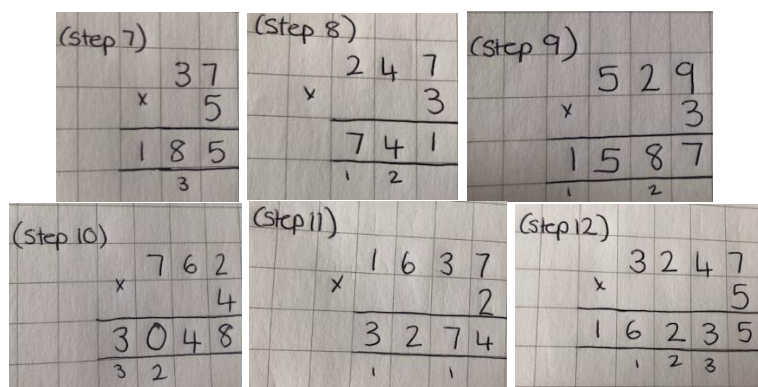 (Step 7)
37
x 5
185
3
(Step 8)
247
x 3
741
1 2
(Step 9)
529
x 3
1587
1 2
(Step 10)
762
x 4
3048
3 2
(Step 11)
1637
x 2
3274
1 1
(Step 12)
3247
x 5
16235
1 2 3